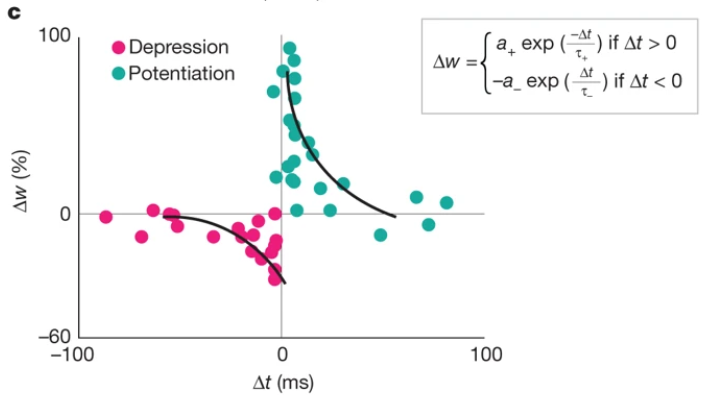 c
100
Depression
Potentiation
Δw = { a₊ exp (−Δt/τ₊) if Δt > 0
−a₋ exp (Δt/τ₋) if Δt < 0
Δw (%)
0
−60
−100 0 100
Δt (ms)